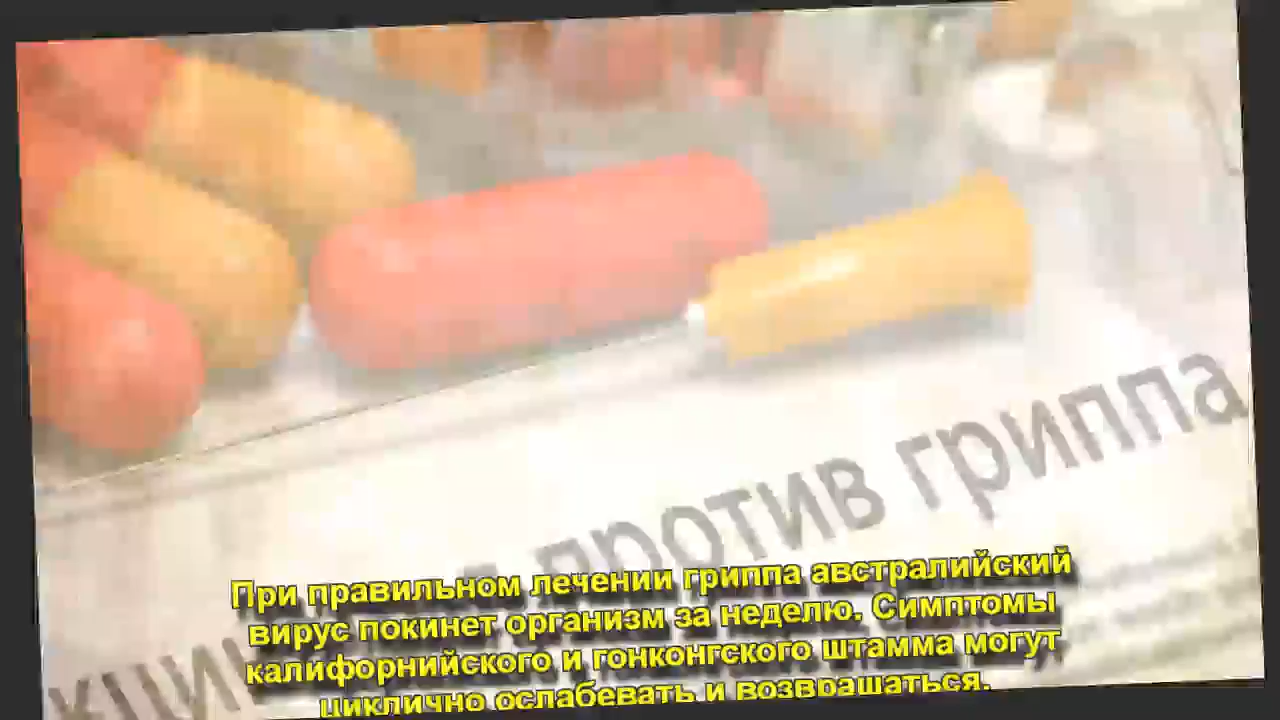 против гриппа
При правильном лечении гриппа австралийский
вирус покинет организм за неделю. Симптомы
калифорнийского и гонконгского штамма могут
циклично ослабевать и возвращаться.